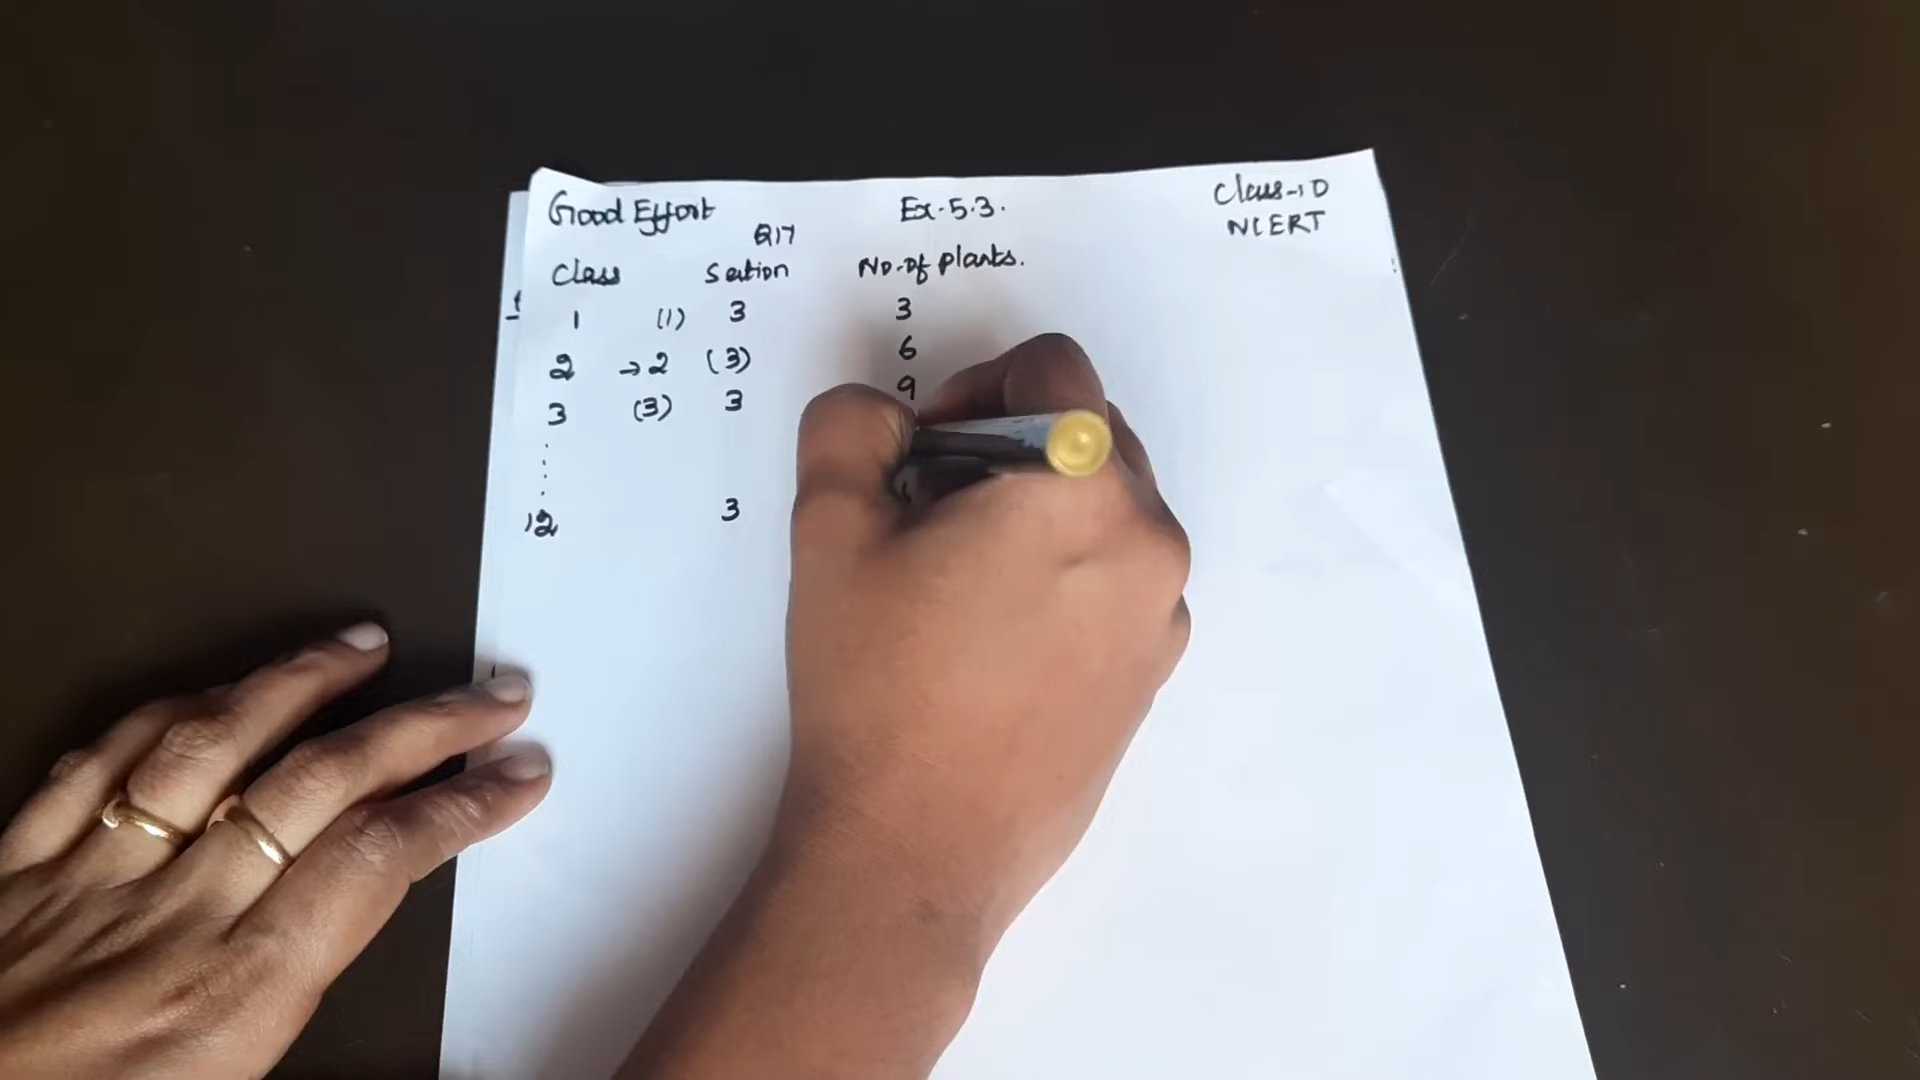 Good Effort Ex. 5.3. Class-10
NCERT
Q17
Class Section No. of plants.
1 (1) 3 3
2 → 2 (3) 6
3 (3) 3 9
12 3